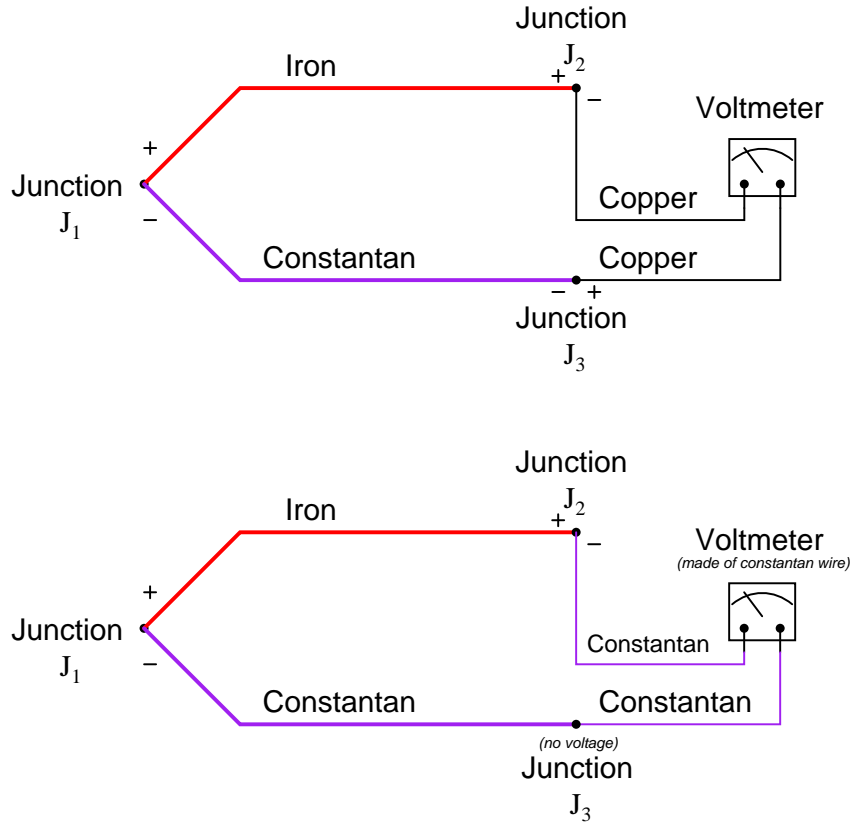 Junction
J2
Iron
+
−
Voltmeter
+
Junction
J1
−
Copper
Constantan
Copper
− +
Junction
J3
Junction
J2
Iron
+
−
Voltmeter
(made of constantan wire)
+
Junction
J1
−
Constantan
Constantan
Constantan
(no voltage)
Junction
J3